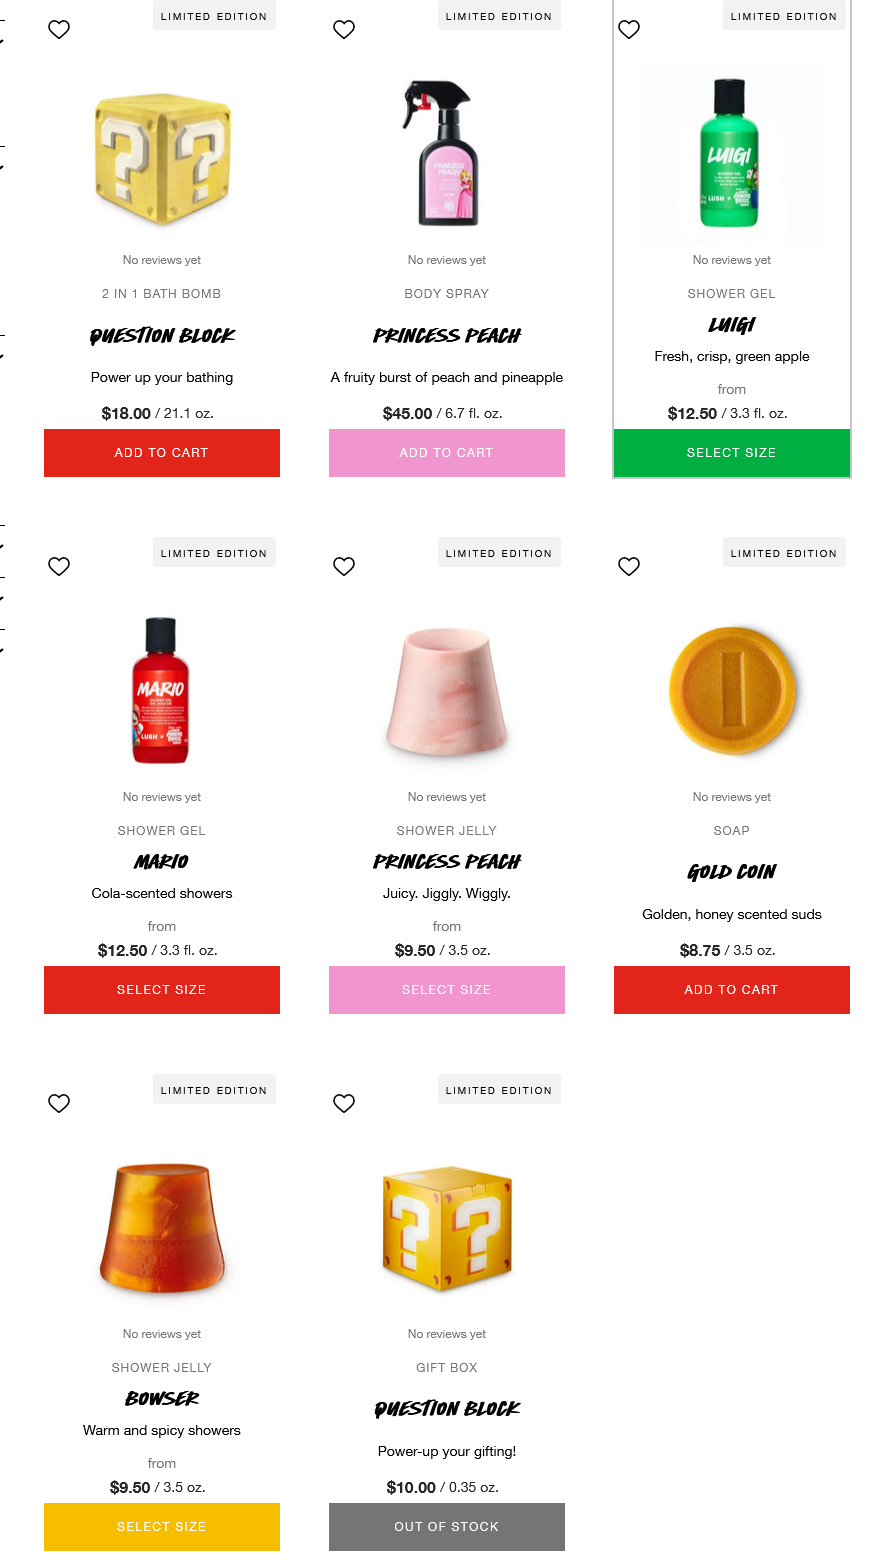 LIMITED EDITION
LIMITED EDITION
LIMITED EDITION
PRINCESS
PEACH
LUIGI
SHOWER GEL
LUSH
No reviews yet
No reviews yet
No reviews yet
2 IN 1 BATH BOMB
BODY SPRAY
SHOWER GEL
QUESTION BLOCK
PRINCESS PEACH
LUIGI
Power up your bathing
A fruity burst of peach and pineapple
Fresh, crisp, green apple
from
$18.00 / 21.1 oz.
$45.00 / 6.7 fl. oz.
$12.50 / 3.3 fl. oz.
ADD TO CART
ADD TO CART
SELECT SIZE
LIMITED EDITION
LIMITED EDITION
LIMITED EDITION
MARIO
SHOWER GEL
LUSH
No reviews yet
No reviews yet
No reviews yet
SHOWER GEL
SHOWER JELLY
SOAP
MARIO
PRINCESS PEACH
GOLD COIN
Cola-scented showers
Juicy. Jiggly. Wiggly.
Golden, honey scented suds
from
from
$12.50 / 3.3 fl. oz.
$9.50 / 3.5 oz.
$8.75 / 3.5 oz.
SELECT SIZE
SELECT SIZE
ADD TO CART
LIMITED EDITION
LIMITED EDITION
? ?
No reviews yet
No reviews yet
SHOWER JELLY
GIFT BOX
BOWSER
QUESTION BLOCK
Warm and spicy showers
Power-up your gifting!
from
$9.50 / 3.5 oz.
$10.00 / 0.35 oz.
SELECT SIZE
OUT OF STOCK